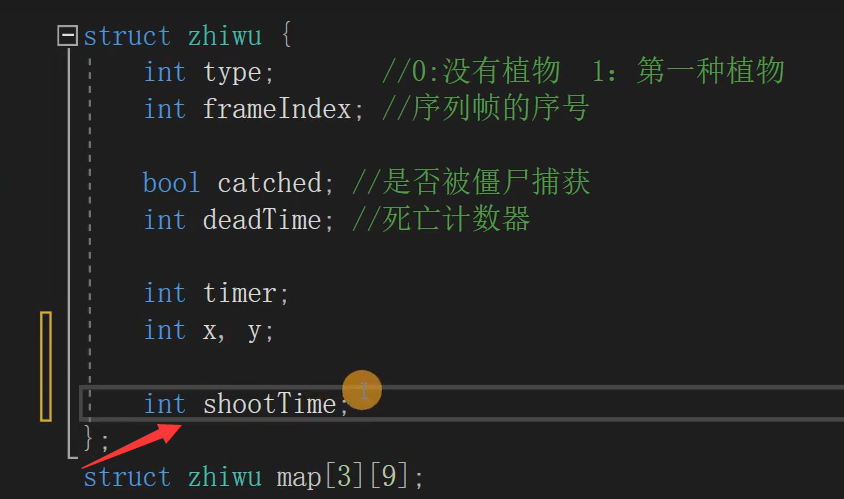 struct zhiwu {
int type; //0:没有植物 1：第一种植物
int frameIndex; //序列帧的序号
bool catched; //是否被僵尸捕获
int deadTime; //死亡计数器
int timer;
int x, y;
int shootTime;
};
struct zhiwu map[3][9];